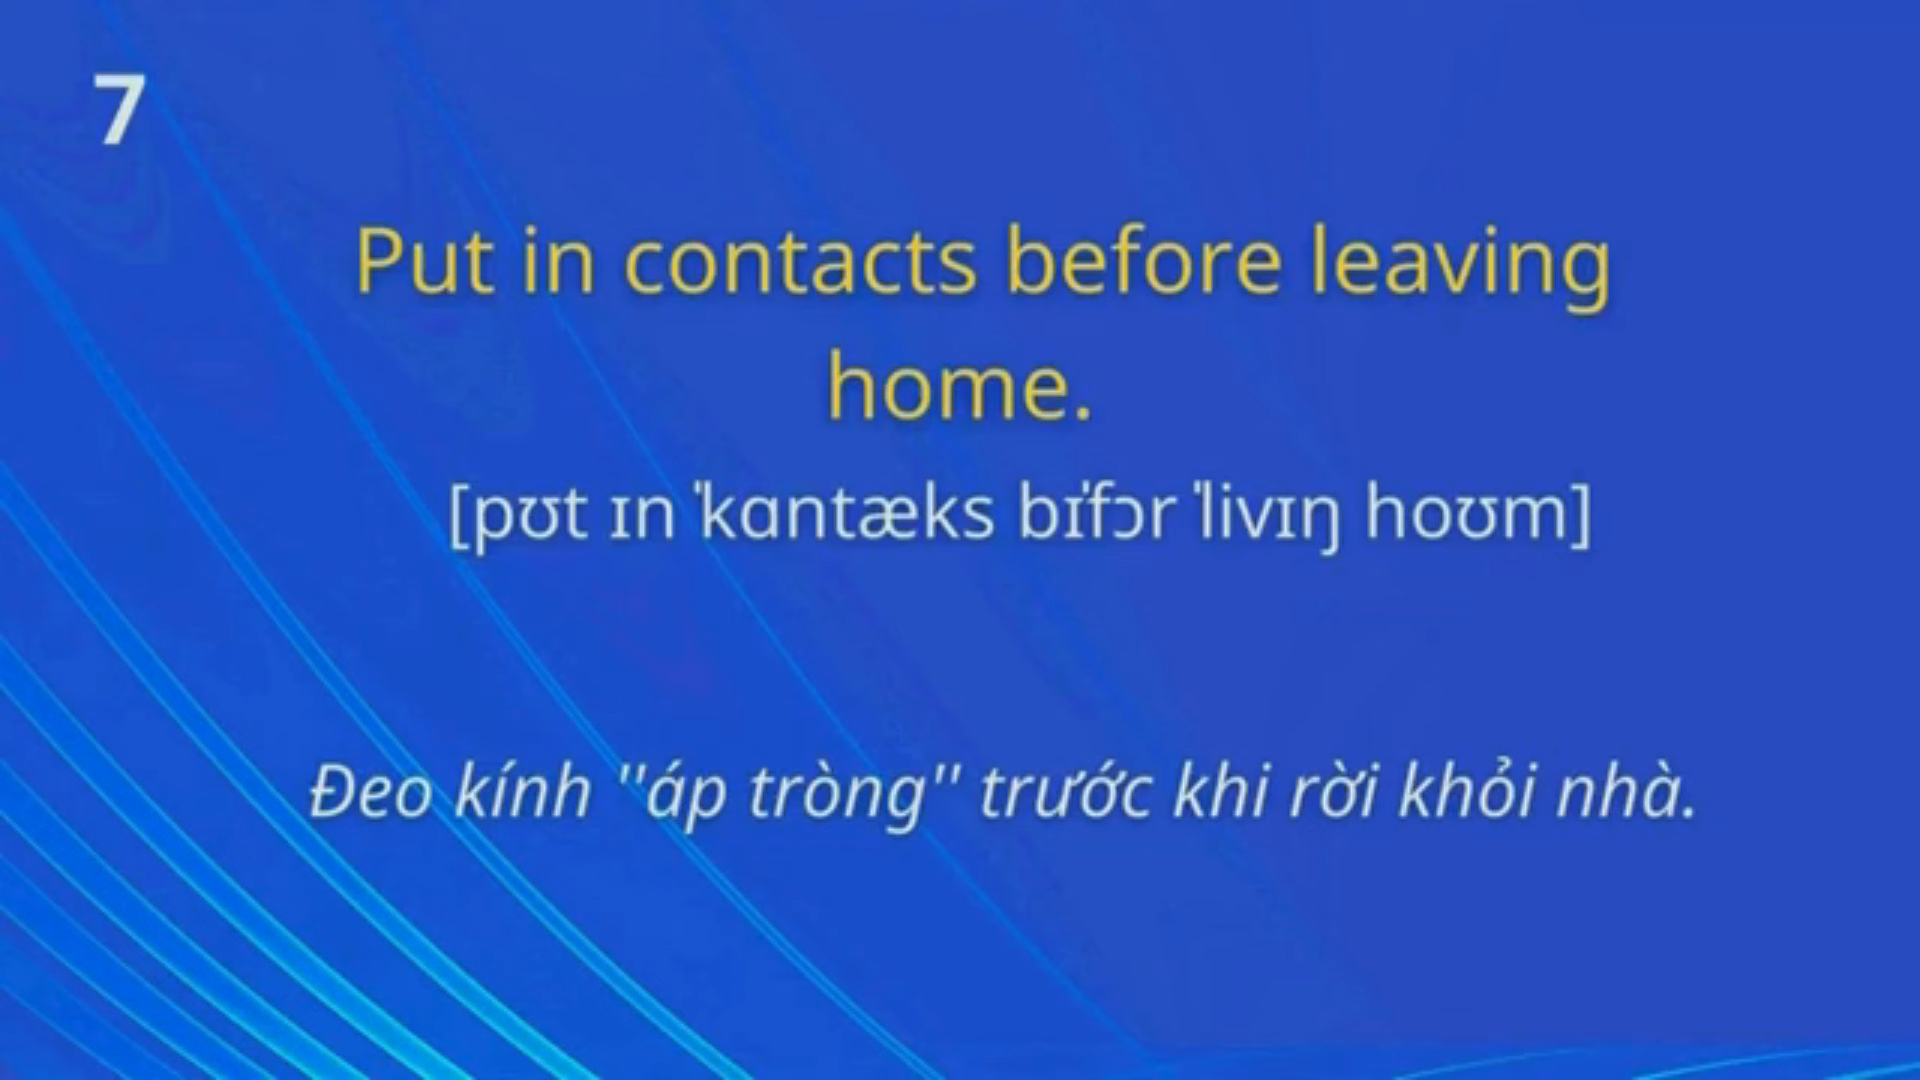 7
Put in contacts before leaving
home.
[pʊt ɪn ˈkɑntæks bɪˈfɔr ˈlivɪŋ hoʊm]
Đeo kính ''áp tròng'' trước khi rời khỏi nhà.